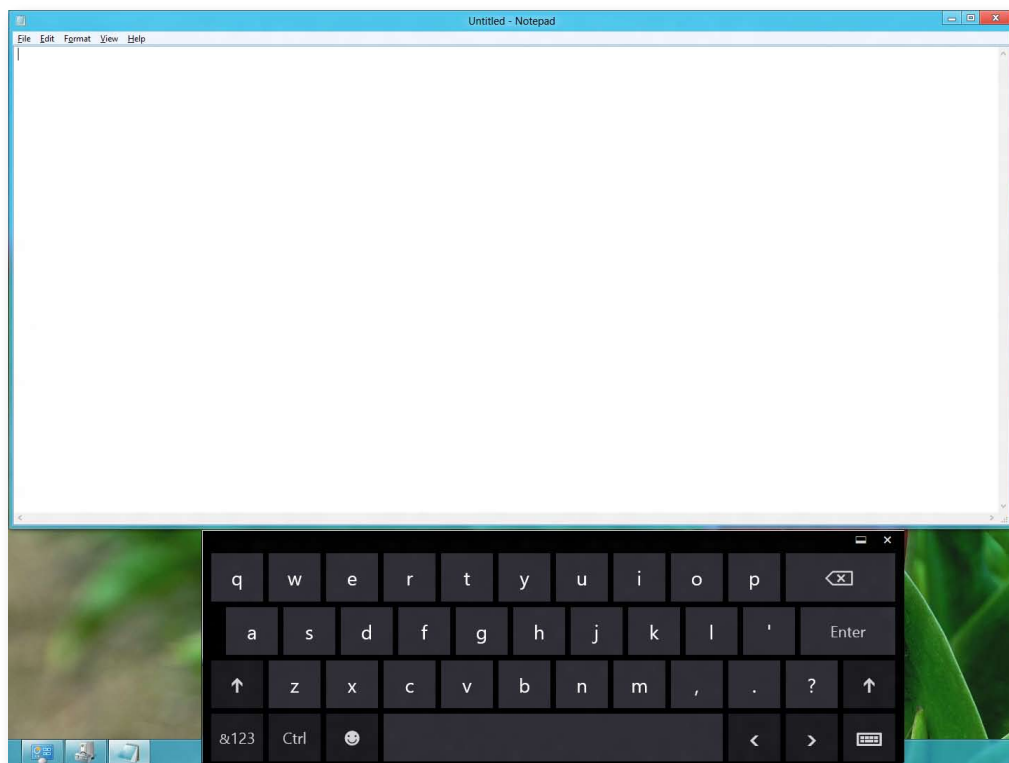 Untitled - Notepad
File Edit Format View Help
q w e r t y u i o p
a s d f g h j k l ' Enter
z x c v b n m , . ?
&123 Ctrl